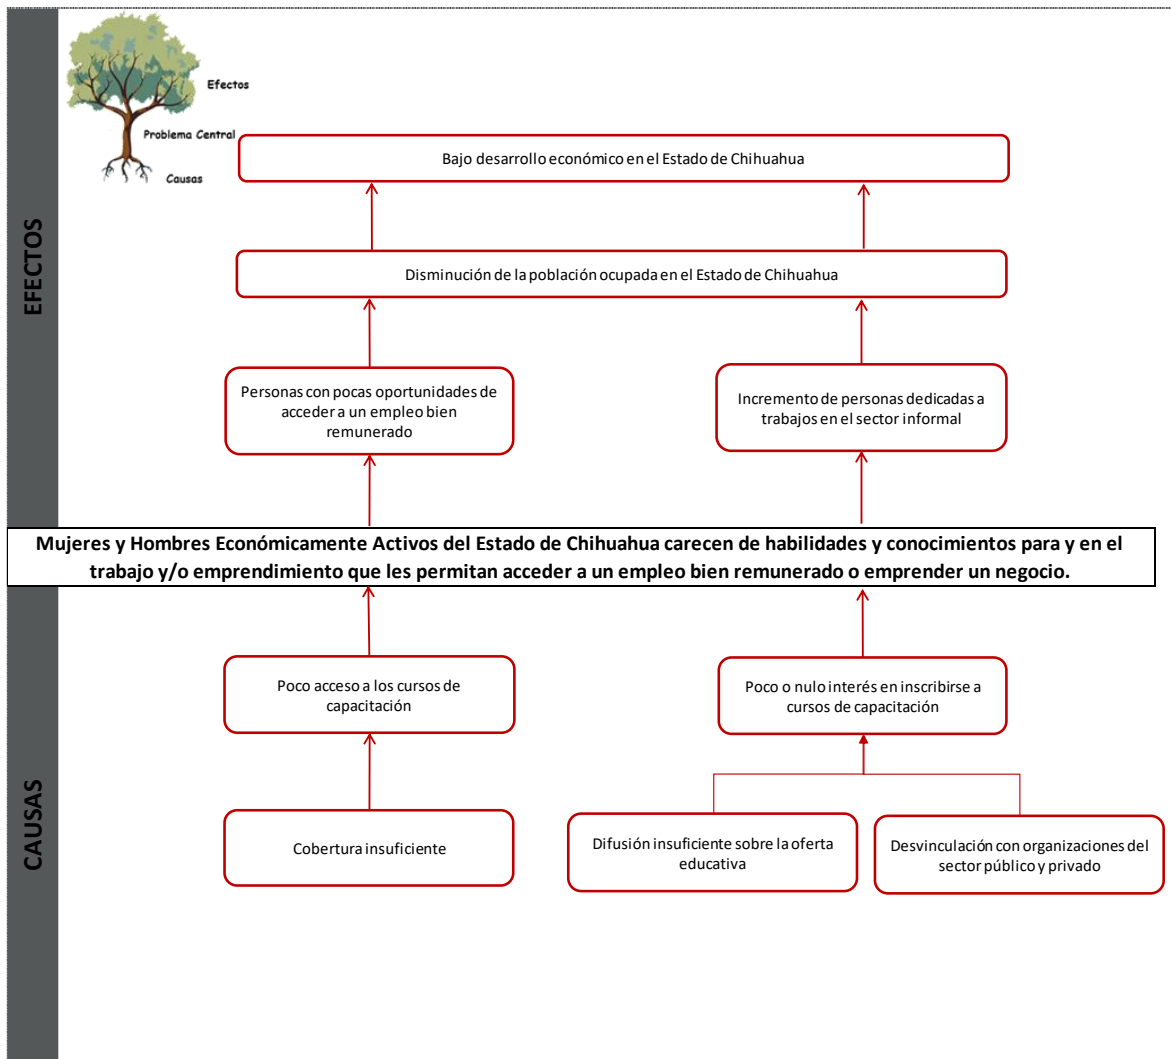 Efectos
Problema Central
Causas
EFECTOS
Bajo desarrollo económico en el Estado de Chihuahua
Disminución de la población ocupada en el Estado de Chihuahua
Personas con pocas oportunidades de
acceder a un empleo bien
remunerado
Incremento de personas dedicadas a
trabajos en el sector informal
Mujeres y Hombres Económicamente Activos del Estado de Chihuahua carecen de habilidades y conocimientos para y en el
trabajo y/o emprendimiento que les permitan acceder a un empleo bien remunerado o emprender un negocio.
CAUSAS
Poco acceso a los cursos de
capacitación
Poco o nulo interés en inscribirse a
cursos de capacitación
Cobertura insuficiente
Difusión insuficiente sobre la oferta
educativa
Desvinculación con organizaciones del
sector público y privado